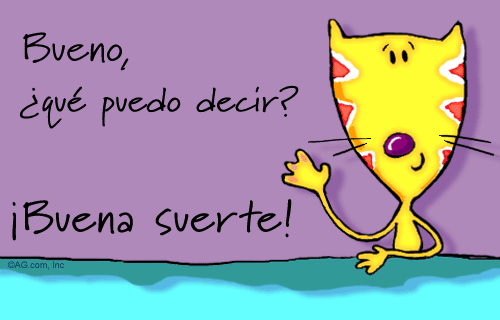 Bueno,
¿qué puedo decir?
¡Buena suerte!
©AG.com, Inc